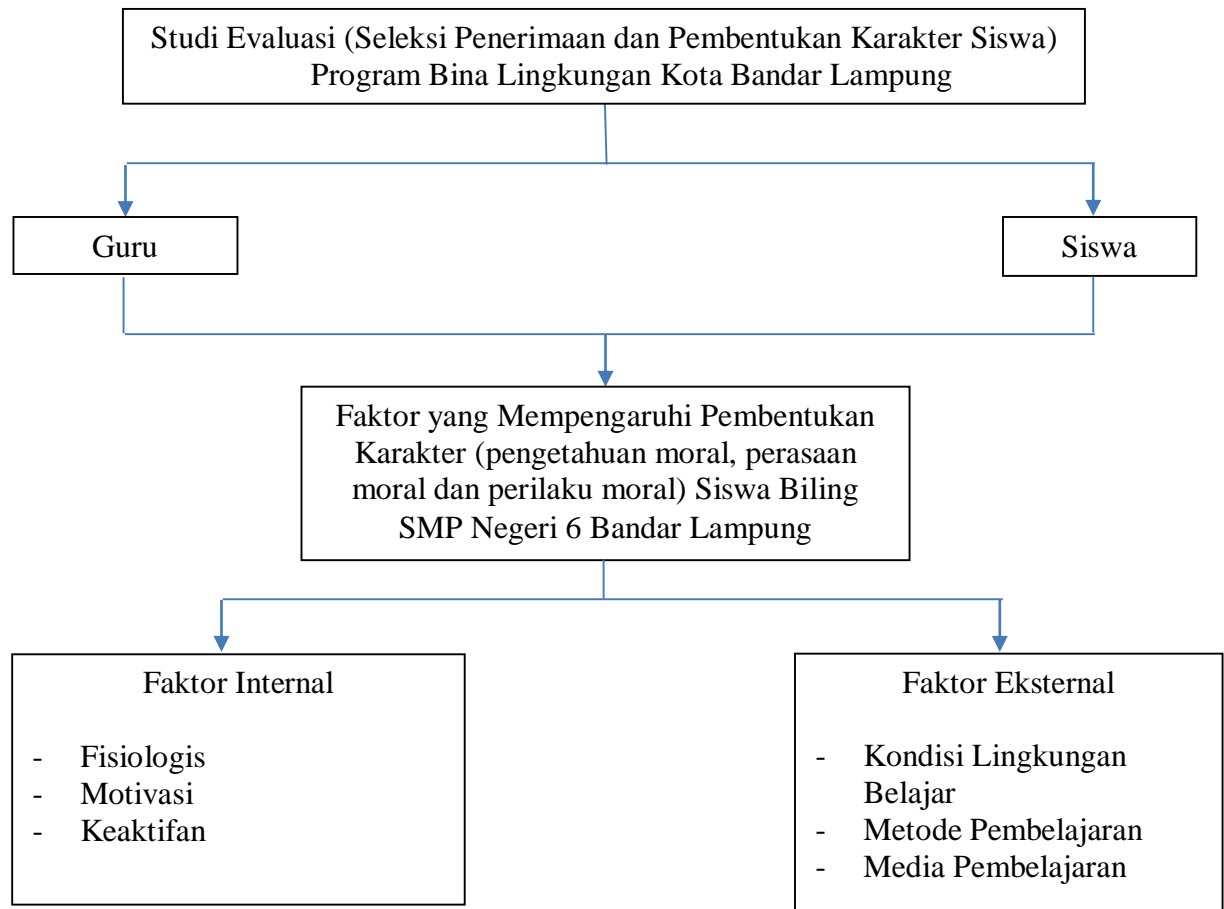 Studi Evaluasi (Seleksi Penerimaan dan Pembentukan Karakter Siswa)
Program Bina Lingkungan Kota Bandar Lampung
Guru
Siswa
Faktor yang Mempengaruhi Pembentukan
Karakter (pengetahuan moral, perasaan
moral dan perilaku moral) Siswa Biling
SMP Negeri 6 Bandar Lampung
Faktor Internal
- Fisiologis
- Motivasi
- Keaktifan
Faktor Eksternal
- Kondisi Lingkungan
Belajar
- Metode Pembelajaran
- Media Pembelajaran